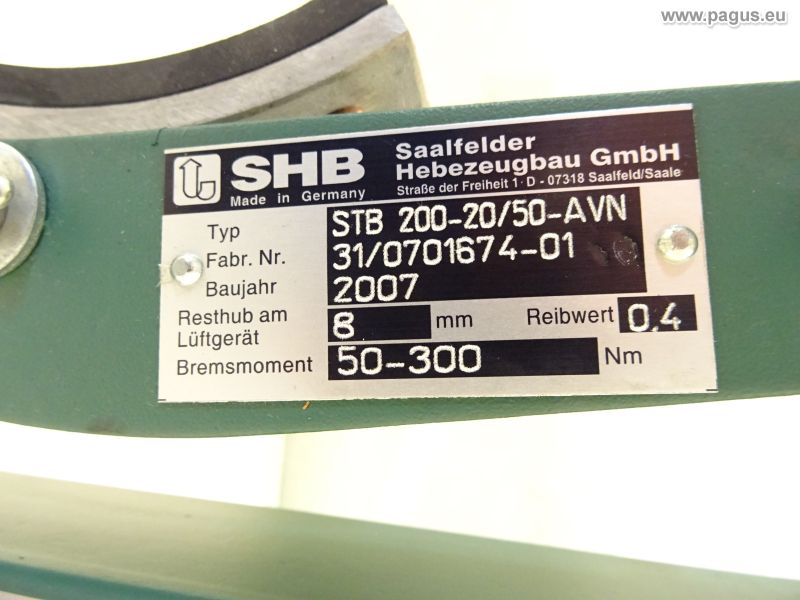 www.pagus.eu
SHB
Made in Germany
Saalfelder
Hebezeugbau GmbH
Straße der Freiheit 1 · D - 07318 Saalfeld/Saale
Typ STB 200-20/50-AVN
Fabr. Nr. 31/0701674-01
Baujahr 2007
Resthub am
Lüftgerät 8 mm Reibwert 0.4
Bremsmoment 50-300 Nm